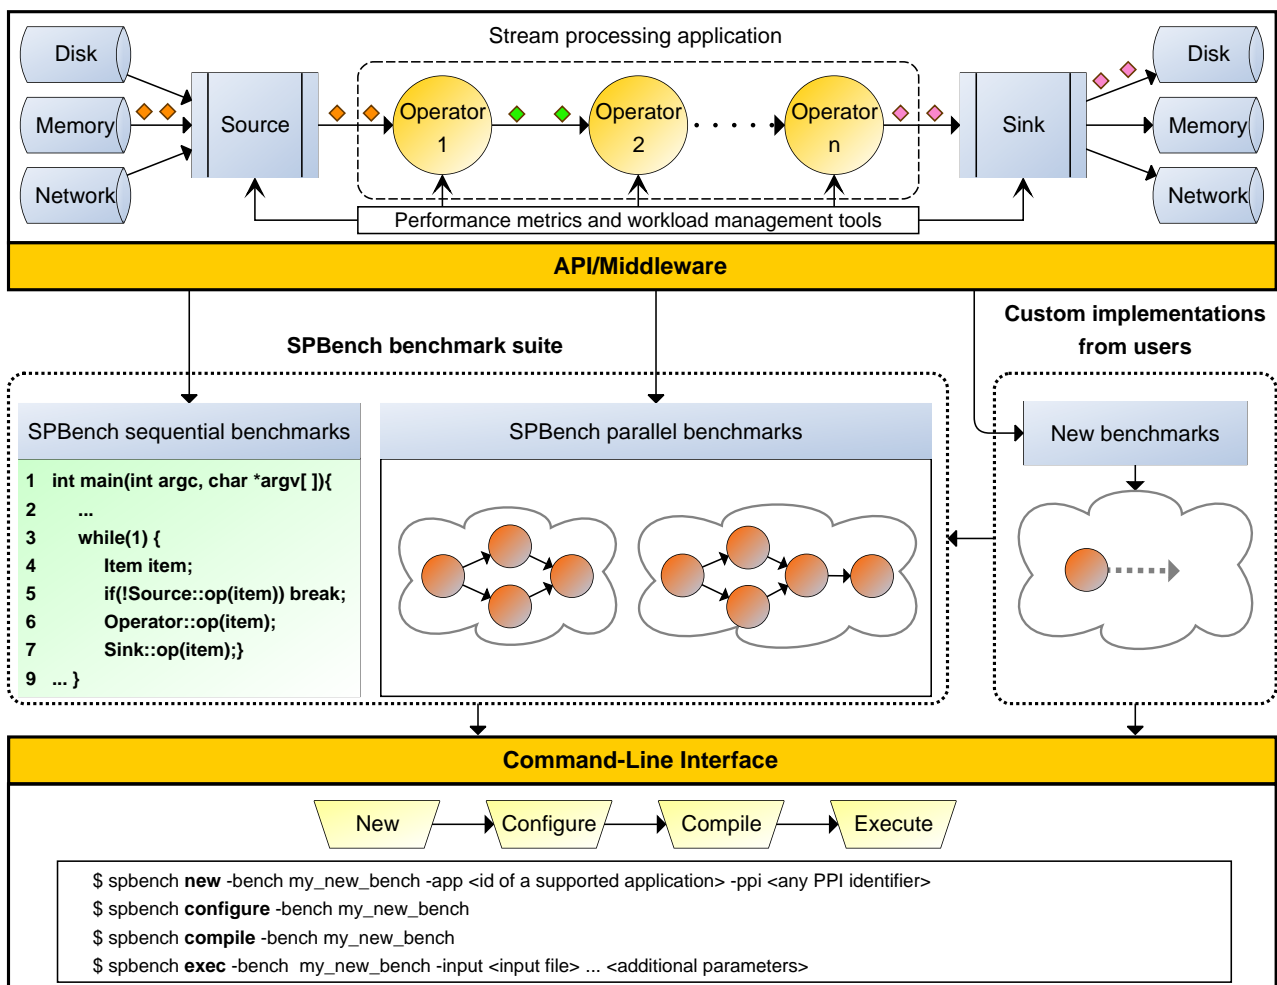 Stream processing application
Disk
Memory
Network
Source
Operator
1
Operator
2
Operator
n
Sink
Disk
Memory
Network
Performance metrics and workload management tools
API/Middleware
SPBench benchmark suite
Custom implementations
from users
SPBench sequential benchmarks
1 int main(int argc, char *argv[ ]){
2 ...
3 while(1) {
4 Item item;
5 if(!Source::op(item)) break;
6 Operator::op(item);
7 Sink::op(item);}
9 ... }
SPBench parallel benchmarks
New benchmarks
Command-Line Interface
New
Configure
Compile
Execute
$ spbench new -bench my_new_bench -app <id of a supported application> -ppi <any PPI identifier>
$ spbench configure -bench my_new_bench
$ spbench compile -bench my_new_bench
$ spbench exec -bench my_new_bench -input <input file> ... <additional parameters>